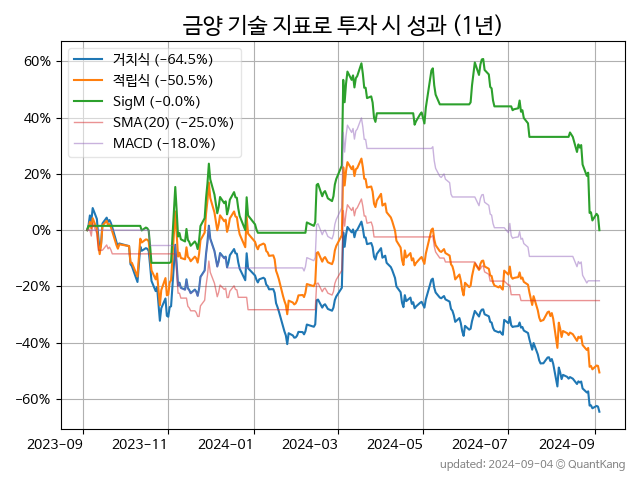 금양 기술 지표로 투자 시 성과 (1년)
거치식 (−64.5%)
적립식 (−50.5%)
SigM (−0.0%)
SMA(20) (−25.0%)
MACD (−18.0%)
60%
40%
20%
0%
−20%
−40%
−60%
2023-09 2023-11 2024-01 2024-03 2024-05 2024-07 2024-09
updated: 2024-09-04 © QuantKang